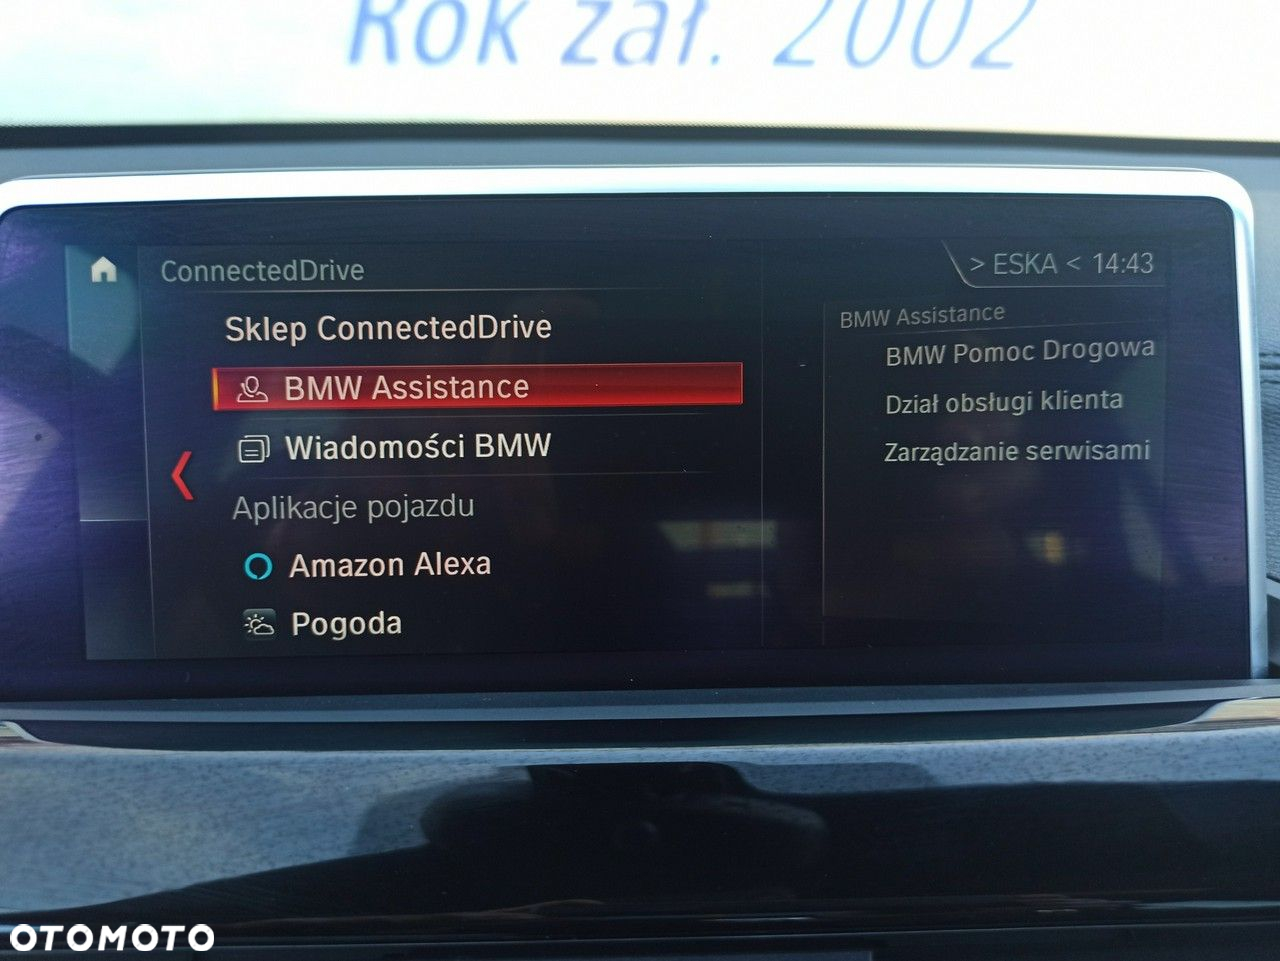 Rok zał. 2002
ConnectedDrive
> ESKA < 14:43
Sklep ConnectedDrive
BMW Assistance
Wiadomości BMW
Aplikacje pojazdu
Amazon Alexa
Pogoda
BMW Assistance
BMW Pomoc Drogowa
Dział obsługi klienta
Zarządzanie serwisami
OTOMOTO